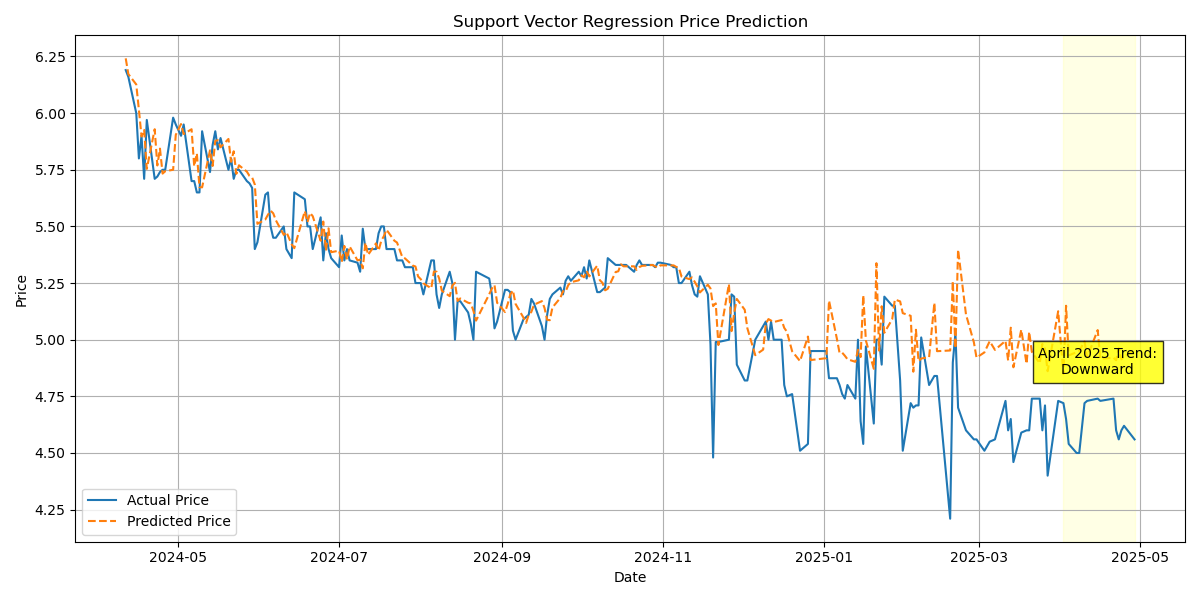 Support Vector Regression Price Prediction
6.25
6.00
5.75
5.50
5.25
5.00
4.75
4.50
4.25
Price
April 2025 Trend:
Downward
Actual Price
Predicted Price
2024-05
2024-07
2024-09
2024-11
2025-01
2025-03
2025-05
Date